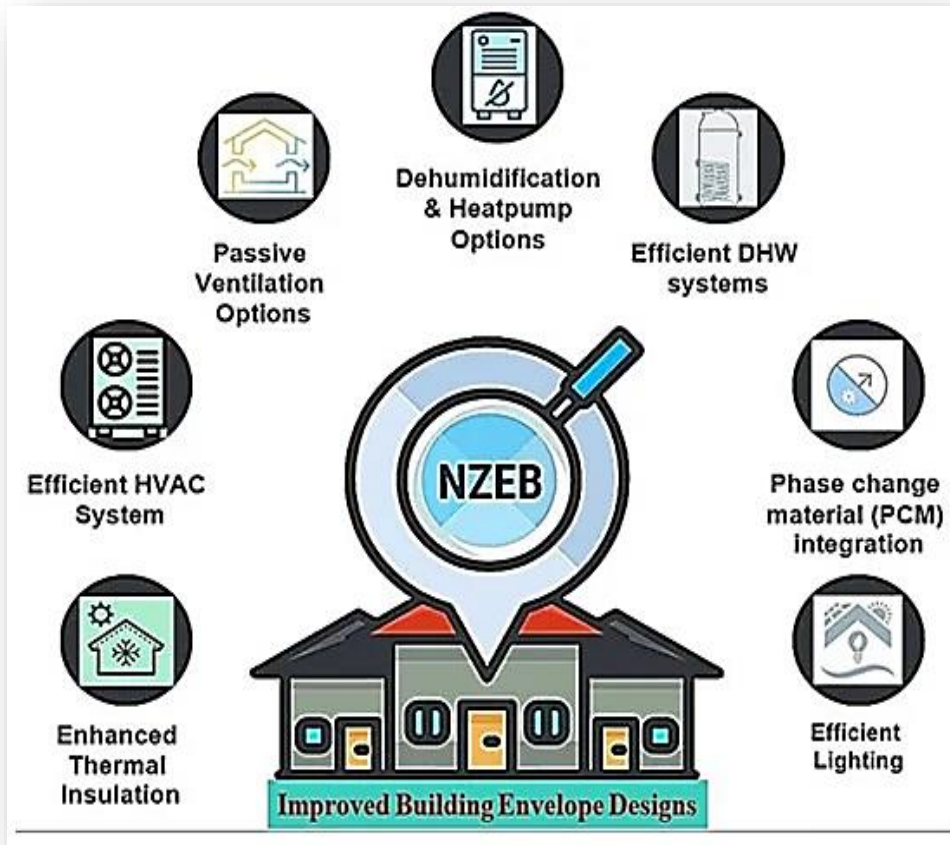 Dehumidification
& Heatpump
Options
Passive
Ventilation
Options
Efficient DHW
systems
Efficient HVAC
System
NZEB
Phase change
material (PCM)
integration
Enhanced
Thermal
Insulation
Efficient
Lighting
Improved Building Envelope Designs